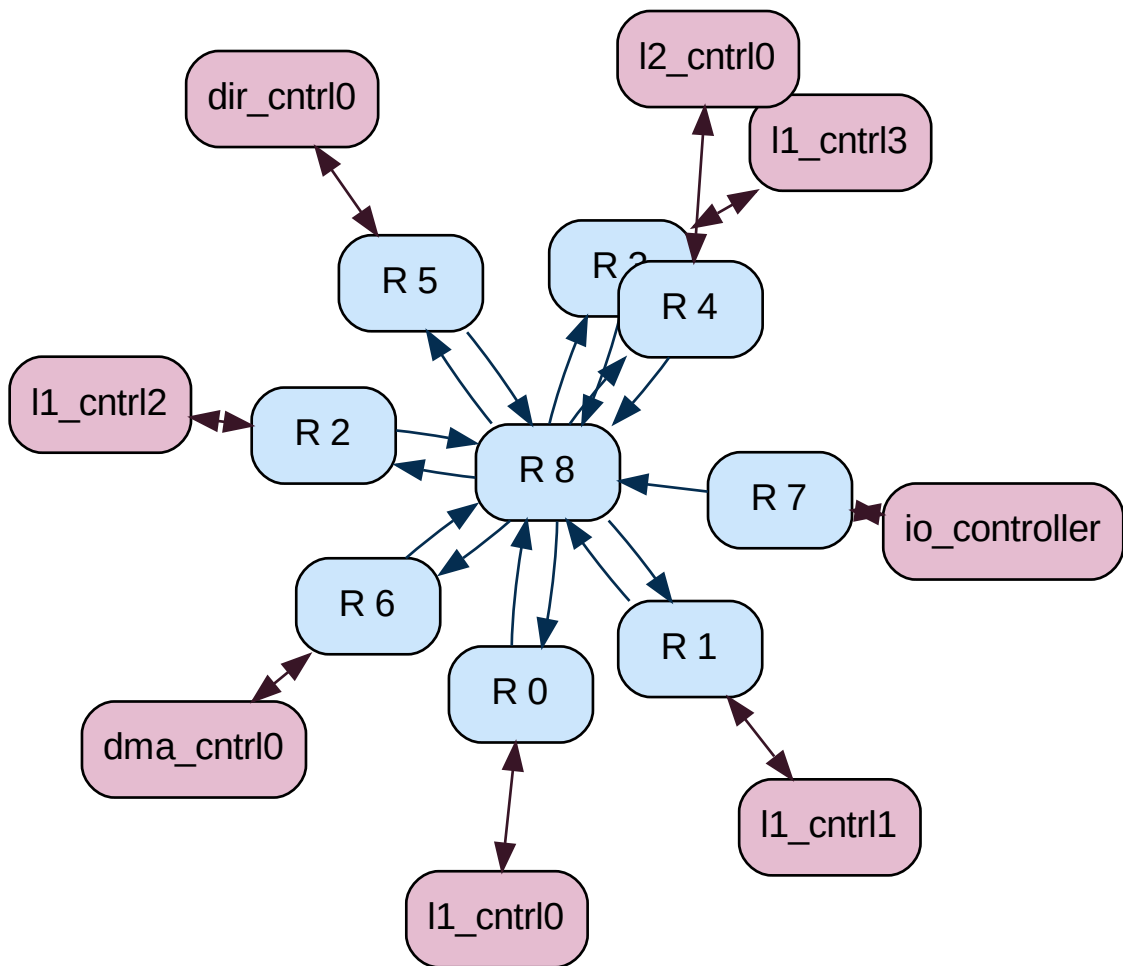 l2_cntrl0
dir_cntrl0
l1_cntrl3
R 5
R 4
l1_cntrl2
R 2
R 8
R 7
io_controller
R 6
R 1
R 0
dma_cntrl0
l1_cntrl1
l1_cntrl0